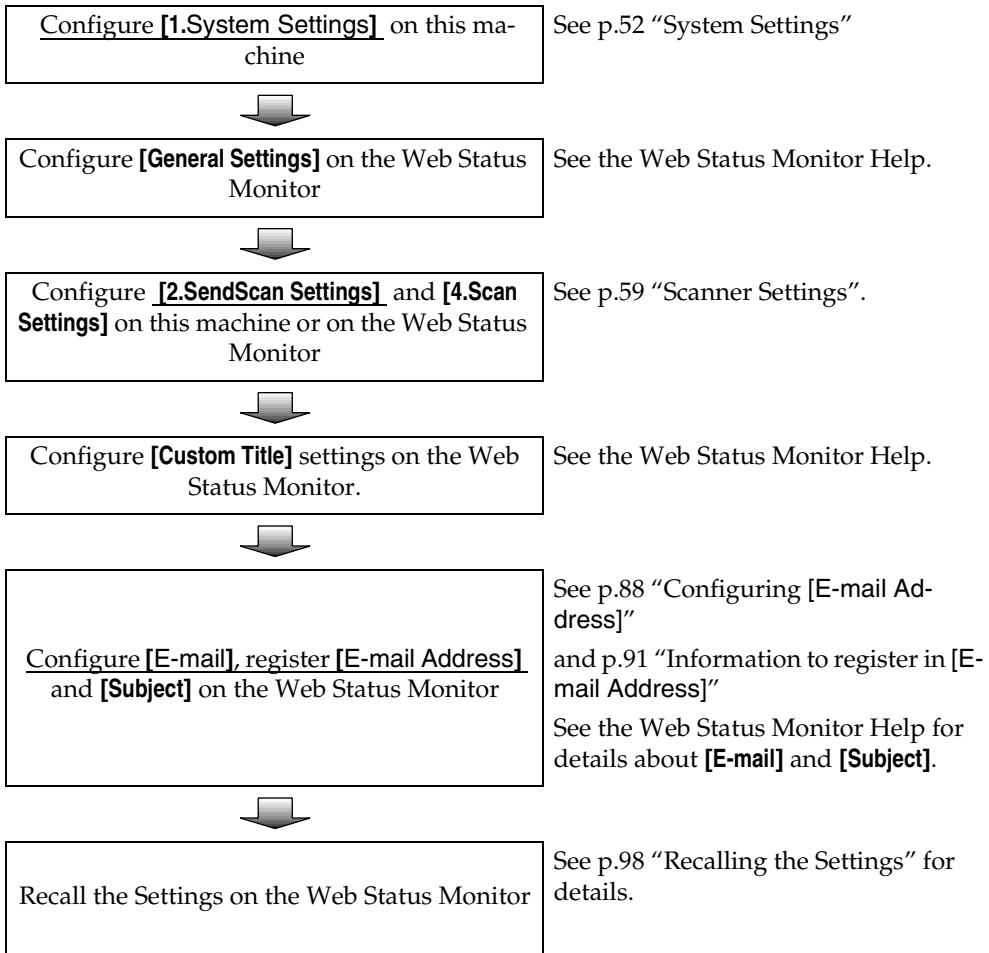 Configure [1.System Settings] on this ma-
chine
See p.52 “System Settings”
Configure [General Settings] on the Web Status
Monitor
See the Web Status Monitor Help.
Configure [2.SendScan Settings] and [4.Scan
Settings] on this machine or on the Web Status
Monitor
See p.59 “Scanner Settings”.
Configure [Custom Title] settings on the Web
Status Monitor.
See the Web Status Monitor Help.
Configure [E-mail], register [E-mail Address]
and [Subject] on the Web Status Monitor
See p.88 “Configuring [E-mail Ad-
dress]”
and p.91 “Information to register in [E-
mail Address]”
See the Web Status Monitor Help for
details about [E-mail] and [Subject].
Recall the Settings on the Web Status Monitor
See p.98 “Recalling the Settings” for
details.